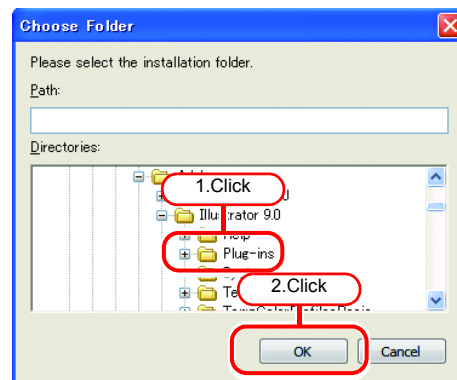 Choose Folder
Please select the installation folder.
Path:
Directories:
1.Click
Illustrator 9.0
Help
Plug-ins
2.Click
OK
Cancel